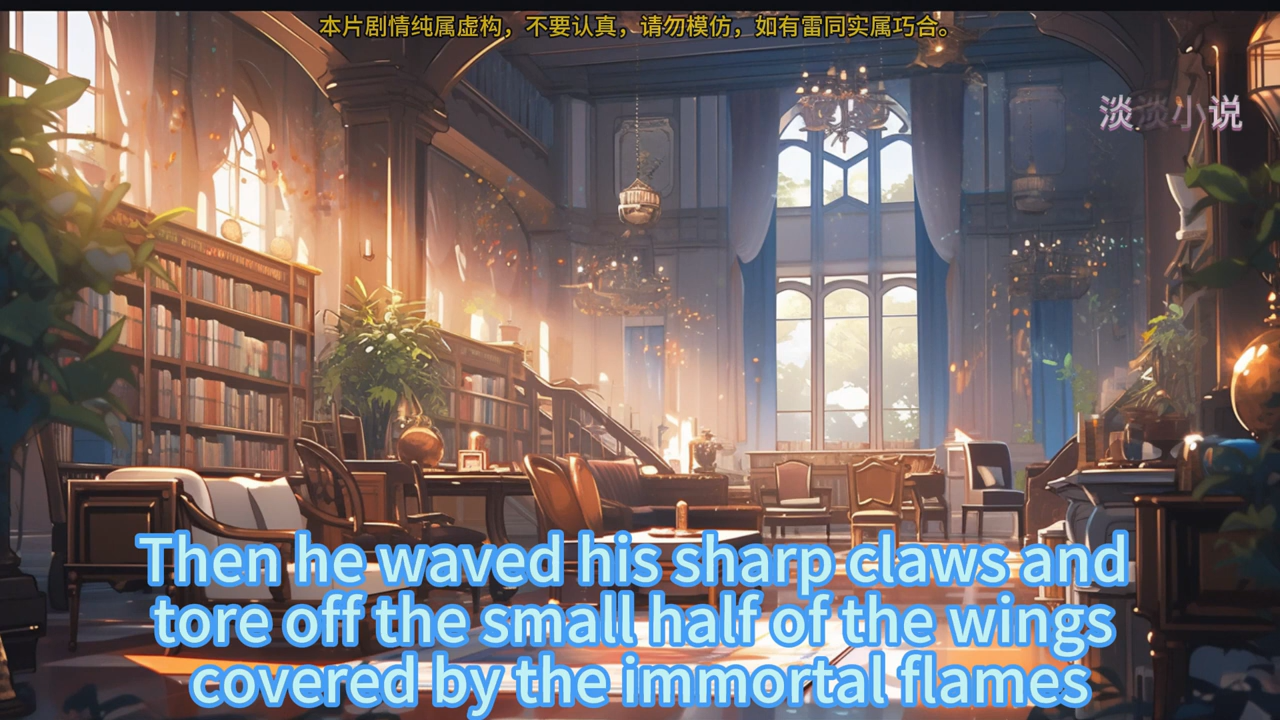 本片剧情纯属虚构，不要认真，请勿模仿，如有雷同实属巧合。
淡淡小说
Then he waved his sharp claws and
tore off the small half of the wings
covered by the immortal flames